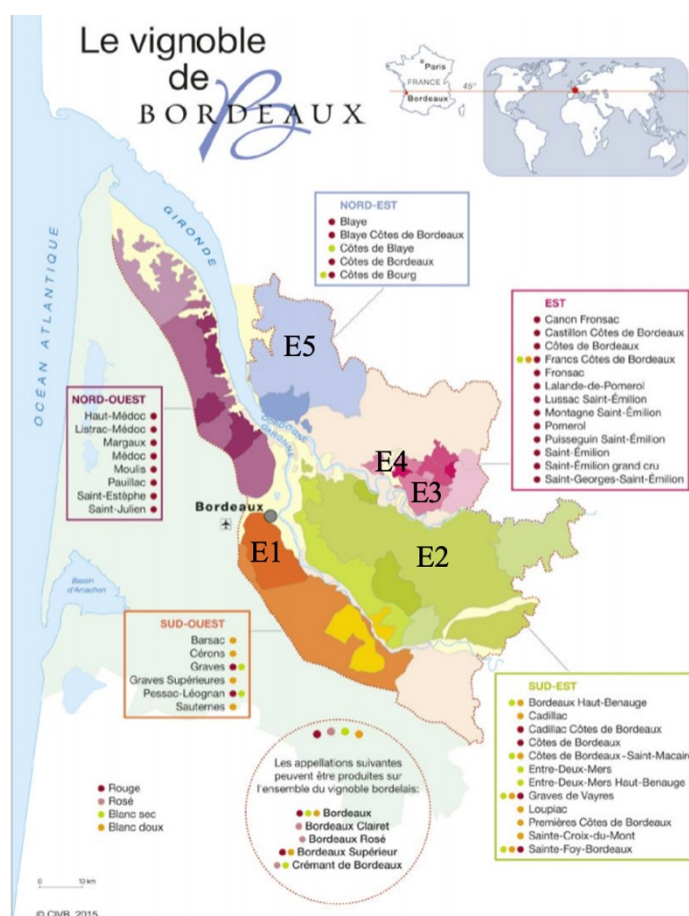 Le vignoble
de
BORDEAUX
B
Paris
FRANCE
45°
Bordeaux
OCÉAN ATLANTIQUE
GIRONDE
NORD-EST
Blaye
Blaye Côtes de Bordeaux
Côtes de Blaye
Côtes de Bordeaux
Côtes de Bourg
E5
EST
Canon Fronsac
Castillon Côtes de Bordeaux
Côtes de Bordeaux
Francs Côtes de Bordeaux
Fronsac
Lalande-de-Pomerol
Lussac Saint-Émilion
Montagne Saint-Émilion
Pomerol
Puisseguin Saint-Émilion
Saint-Émilion
Saint-Émilion grand cru
Saint-Georges-Saint-Émilion
NORD-OUEST
Haut-Médoc
Listrac-Médoc
Margaux
Médoc
Moulis
Pauillac
Saint-Estèphe
Saint-Julien
DORDOGNE
GARONNE
E4
E3
Bordeaux
E1
E2
Bassin
d'Arcachon
SUD-OUEST
Barsac
Cérons
Graves
Graves Supérieures
Pessac-Léognan
Sauternes
SUD-EST
Bordeaux Haut-Benauge
Cadillac
Cadillac Côtes de Bordeaux
Côtes de Bordeaux
Côtes de Bordeaux-Saint-Macaire
Entre-Deux-Mers
Entre-Deux-Mers Haut-Benauge
Graves de Vayres
Loupiac
Premières Côtes de Bordeaux
Sainte-Croix-du-Mont
Sainte-Foy-Bordeaux
Les appellations suivantes
peuvent être produites sur
l'ensemble du vignoble bordelais:
Bordeaux
Bordeaux Clairet
Bordeaux Rosé
Bordeaux Supérieur
Crémant de Bordeaux
Rouge
Rosé
Blanc sec
Blanc doux
0 10 km
© CIVB, 2015